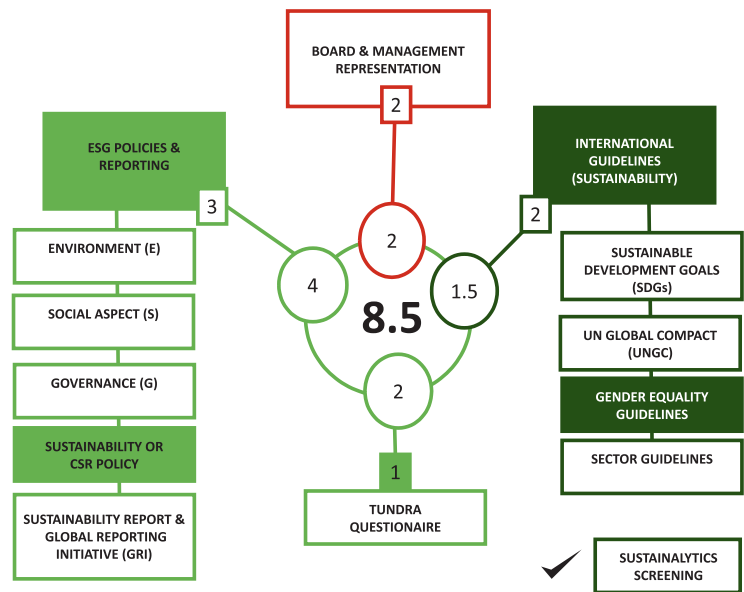 BOARD & MANAGEMENT
REPRESENTATION
2
ESG POLICIES &
REPORTING
3
ENVIRONMENT (E)
SOCIAL ASPECT (S)
GOVERNANCE (G)
SUSTAINABILITY OR
CSR POLICY
SUSTAINABILITY REPORT &
GLOBAL REPORTING
INITIATIVE (GRI)
2
4
1.5
8.5
2
1
TUNDRA
QUESTIONAIRE
INTERNATIONAL
GUIDELINES
(SUSTAINABILITY)
2
SUSTAINABLE
DEVELOPMENT GOALS
(SDGs)
UN GLOBAL COMPACT
(UNGC)
GENDER EQUALITY
GUIDELINES
SECTOR GUIDELINES
SUSTAINALYTICS
SCREENING